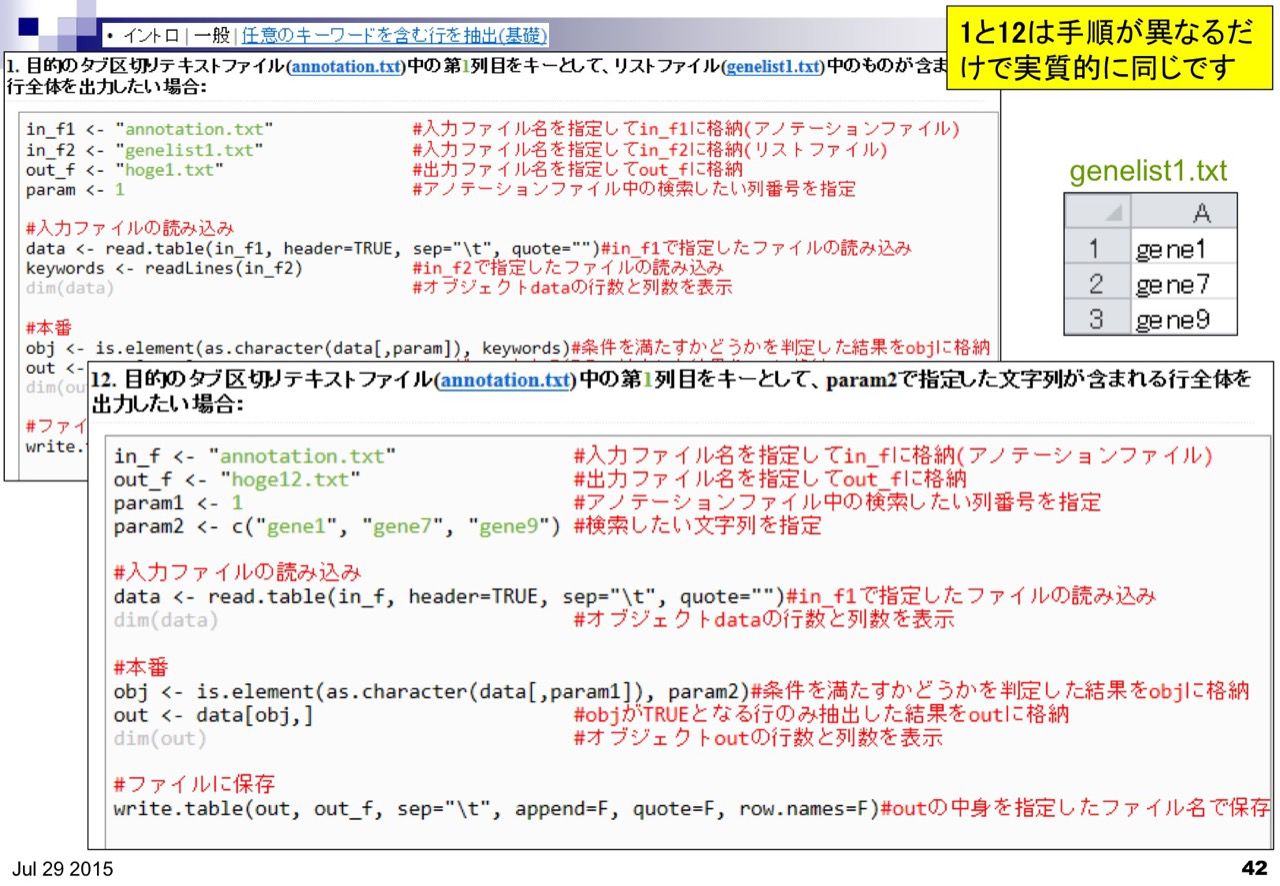 • イントロ | 一般 | 任意のキーワードを含む行を抽出(基礎)
1と12は手順が異なるだ
けで実質的に同じです
1. 目的のタブ区切りテキストファイル(annotation.txt)中の第1列目をキーとして、リストファイル(genelist1.txt)中のものが含ま
行全体を出力したい場合:
in_f1 <- "annotation.txt" #入力ファイル名を指定してin_f1に格納(アノテーションファイル)
in_f2 <- "genelist1.txt" #入力ファイル名を指定してin_f2に格納(リストファイル)
out_f <- "hoge1.txt" #出力ファイル名を指定してout_fに格納
param <- 1 #アノテーションファイル中の検索したい列番号を指定
#入力ファイルの読み込み
data <- read.table(in_f1, header=TRUE, sep="\t", quote="")#in_f1で指定したファイルの読み込み
keywords <- readLines(in_f2) #in_f2で指定したファイルの読み込み
dim(data) #オブジェクトdataの行数と列数を表示
#本番
obj <- is.element(as.character(data[,param]), keywords)#条件を満たすかどうかを判定した結果をobjに格納
out <-
dim(ou
#ファイ
write.
genelist1.txt
A
1 gene1
2 gene7
3 gene9
12. 目的のタブ区切りテキストファイル(annotation.txt)中の第1列目をキーとして、param2で指定した文字列が含まれる行全体を
出力したい場合:
in_f <- "annotation.txt" #入力ファイル名を指定してin_fに格納(アノテーションファイル)
out_f <- "hoge12.txt" #出力ファイル名を指定してout_fに格納
param1 <- 1 #アノテーションファイル中の検索したい列番号を指定
param2 <- c("gene1", "gene7", "gene9") #検索したい文字列を指定
#入力ファイルの読み込み
data <- read.table(in_f, header=TRUE, sep="\t", quote="")#in_f1で指定したファイルの読み込み
dim(data) #オブジェクトdataの行数と列数を表示
#本番
obj <- is.element(as.character(data[,param1]), param2)#条件を満たすかどうかを判定した結果をobjに格納
out <- data[obj,] #objがTRUEとなる行のみ抽出した結果をoutに格納
dim(out) #オブジェクトoutの行数と列数を表示
#ファイルに保存
write.table(out, out_f, sep="\t", append=F, quote=F, row.names=F)#outの中身を指定したファイル名で保存
Jul 29 2015
42